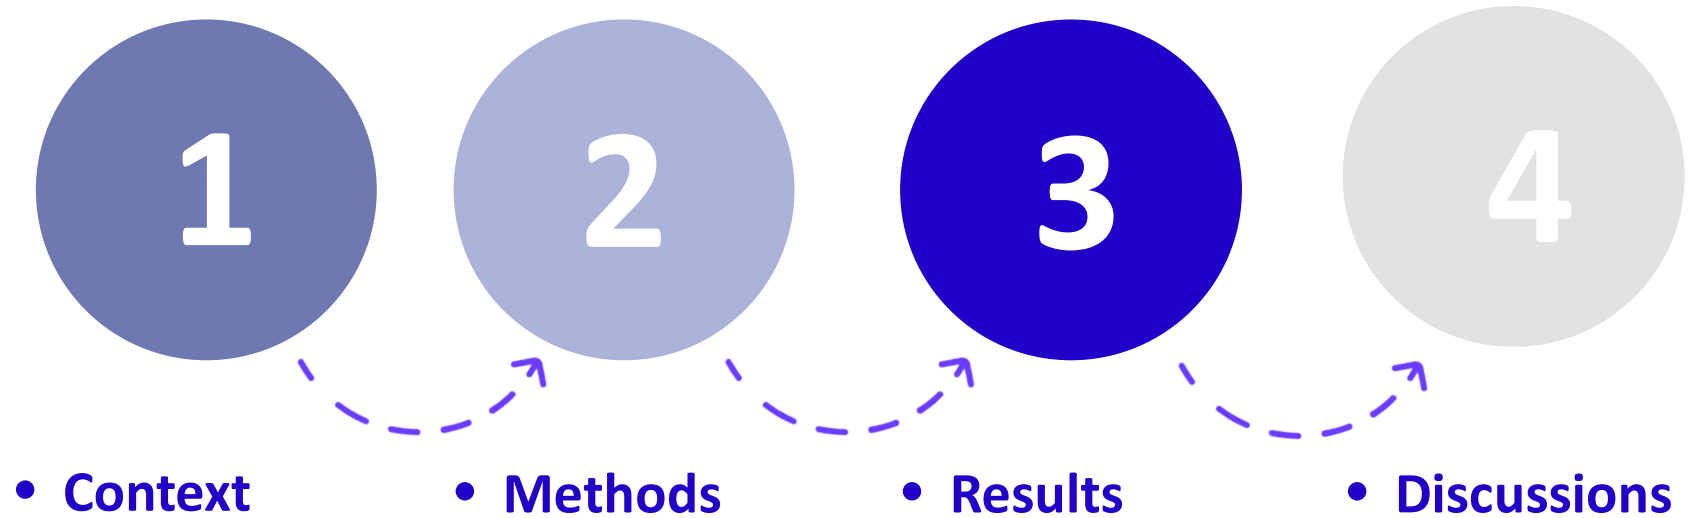 1
2
3
4
• Context
• Methods
• Results
• Discussions